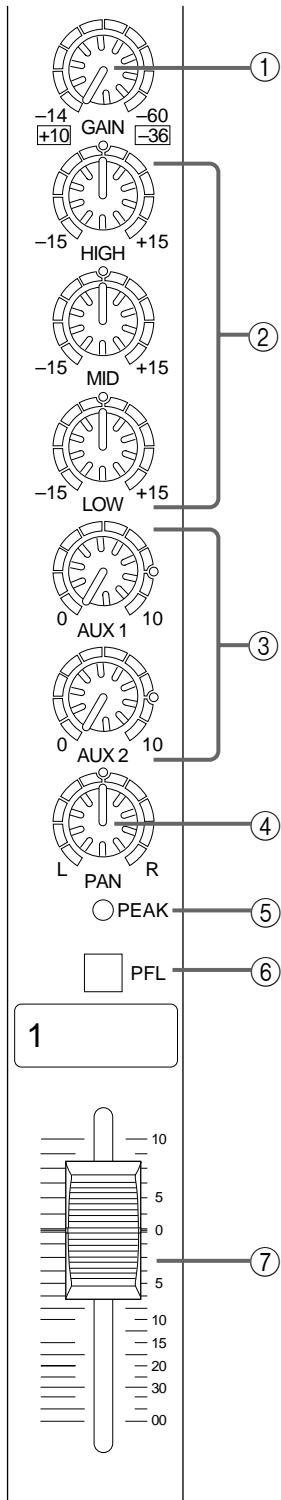 ①
–14 GAIN –60
+10 –36
②
–15 HIGH +15
–15 MID +15
–15 LOW +15
③
0 AUX 1 10
0 AUX 2 10
④
L PAN R
PEAK ⑤
PFL ⑥
1
10
5
0
⑦
5
10
15
20
30
00